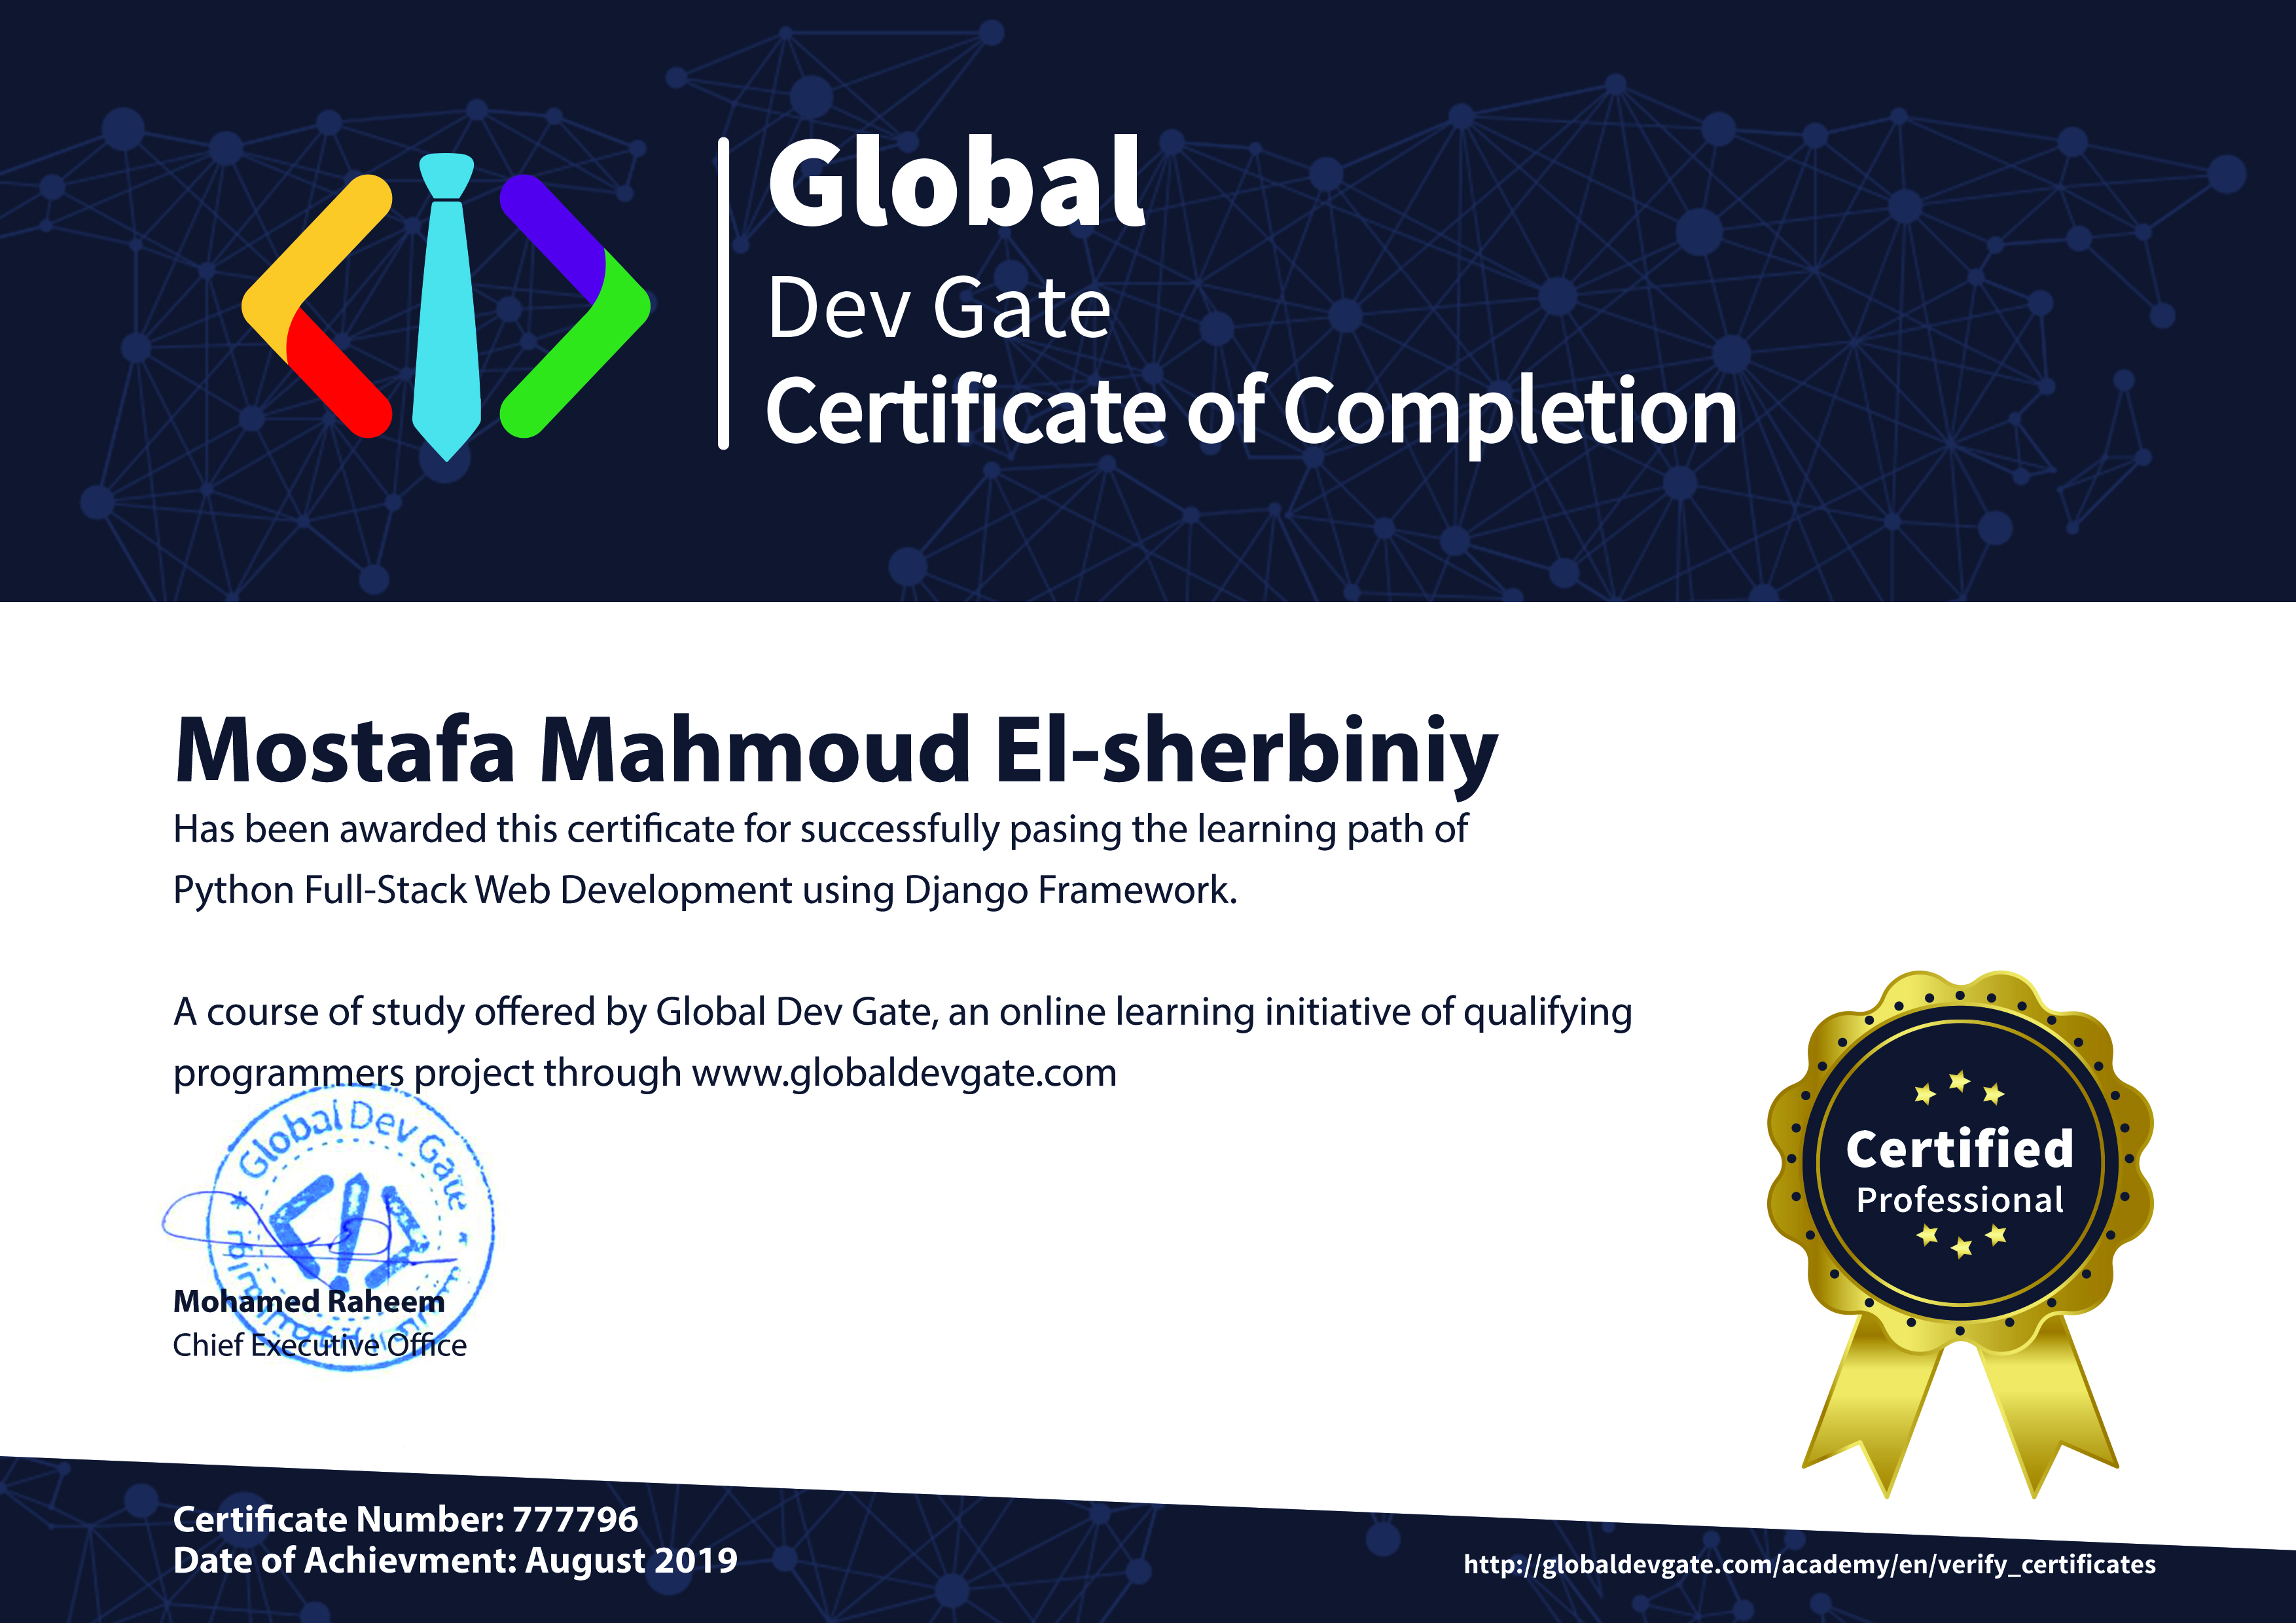 Global
Dev Gate
Certificate of Completion
Mostafa Mahmoud El-sherbiniy
Has been awarded this certificate for successfully pasing the learning path of
Python Full-Stack Web Development using Django Framework.
A course of study offered by Global Dev Gate, an online learning initiative of qualifying
programmers project through www.globaldevgate.com
Global Dev Gate
Mohamed Raheem
Chief Executive Office
Certified
Professional
Certificate Number: 777796
Date of Achievment: August 2019
http://globaldevgate.com/academy/en/verify_certificates